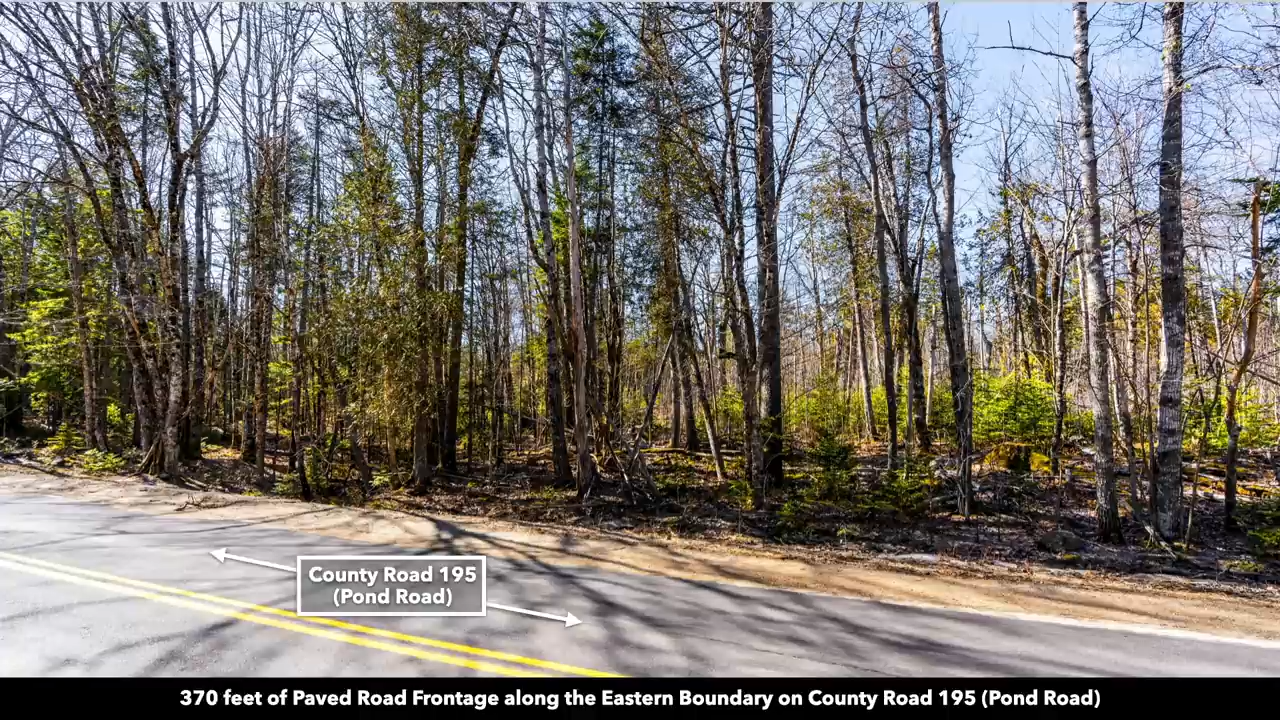 County Road 195
(Pond Road)
370 feet of Paved Road Frontage along the Eastern Boundary on County Road 195 (Pond Road)